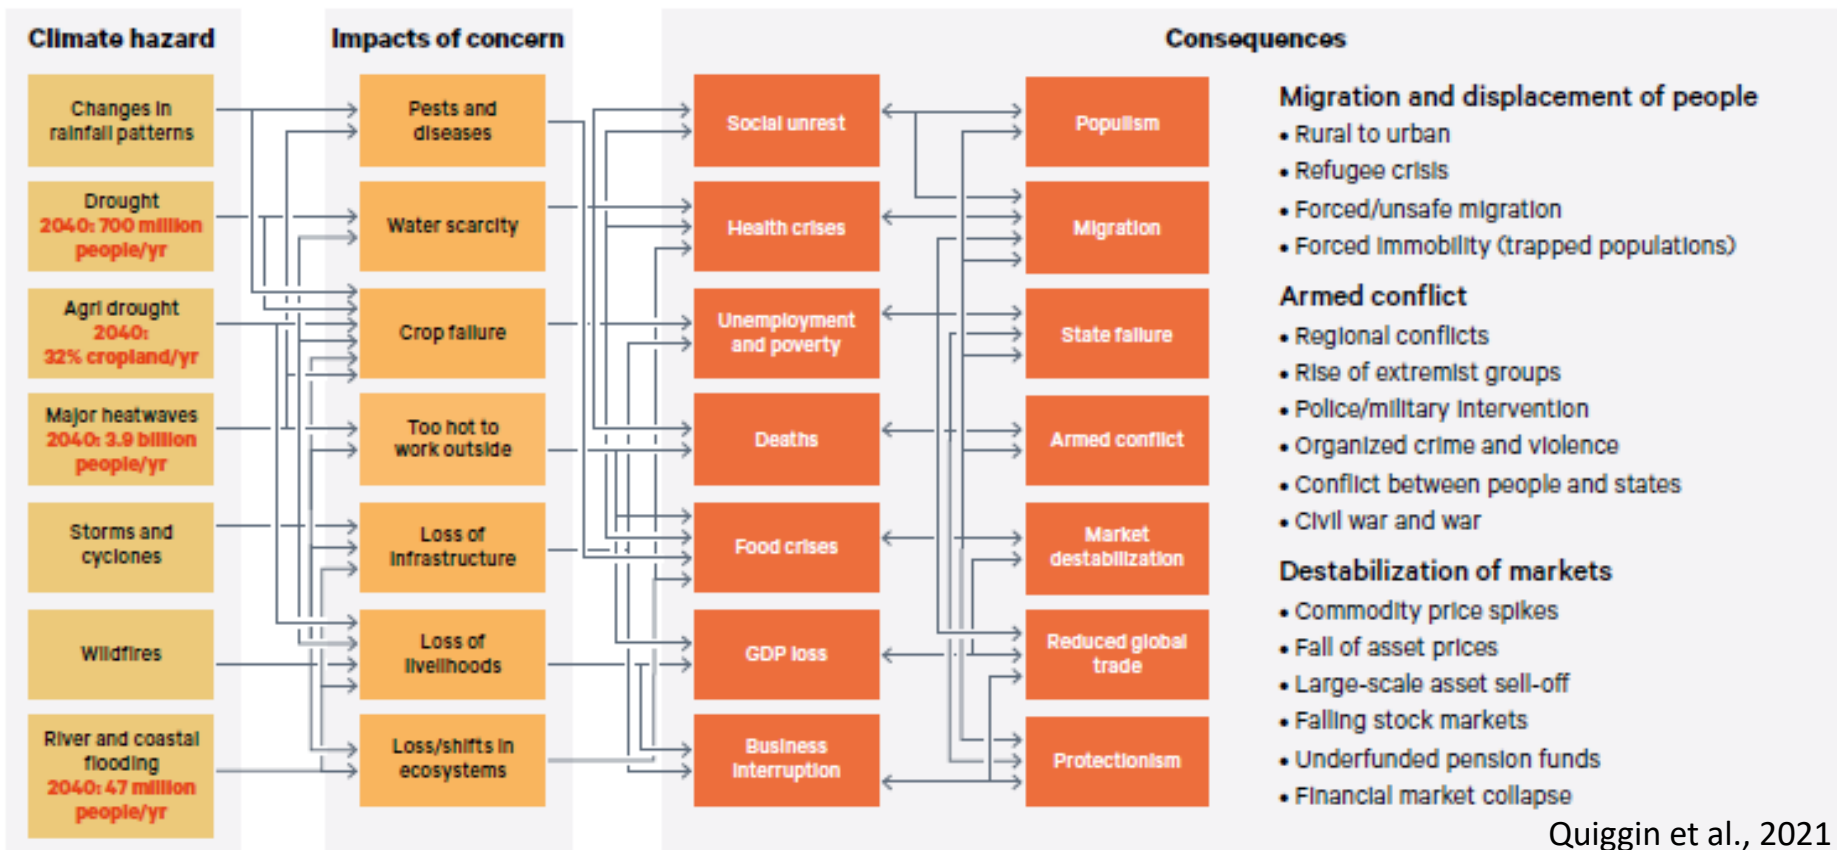 Climate hazard
Changes in
rainfall patterns
Drought
2040: 700 million
people/yr
Agri drought
2040:
32% cropland/yr
Major heatwaves
2040: 3.9 billion
people/yr
Storms and
cyclones
Wildfires
River and coastal
flooding
2040: 47 million
people/yr
Impacts of concern
Pests and
diseases
Water scarcity
Crop failure
Too hot to
work outside
Loss of
infrastructure
Loss of
livelihoods
Loss/shifts in
ecosystems
Consequences
Social unrest
Health crises
Unemployment
and poverty
Deaths
Food crises
GDP loss
Business
interruption
Populism
Migration
State failure
Armed conflict
Market
destabilization
Reduced global
trade
Protectionism
Migration and displacement of people
• Rural to urban
• Refugee crisis
• Forced/unsafe migration
• Forced immobility (trapped populations)
Armed conflict
• Regional conflicts
• Rise of extremist groups
• Police/military intervention
• Organized crime and violence
• Conflict between people and states
• Civil war and war
Destabilization of markets
• Commodity price spikes
• Fall of asset prices
• Large-scale asset sell-off
• Falling stock markets
• Underfunded pension funds
• Financial market collapse
Quiggin et al., 2021